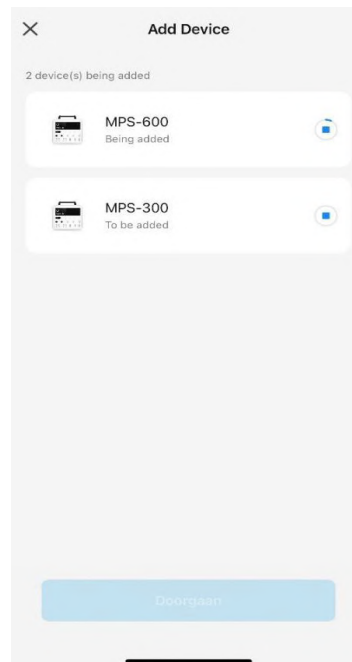 Add Device
2 device(s) being added
MPS-600
Being added
MPS-300
To be added
Doorgaan